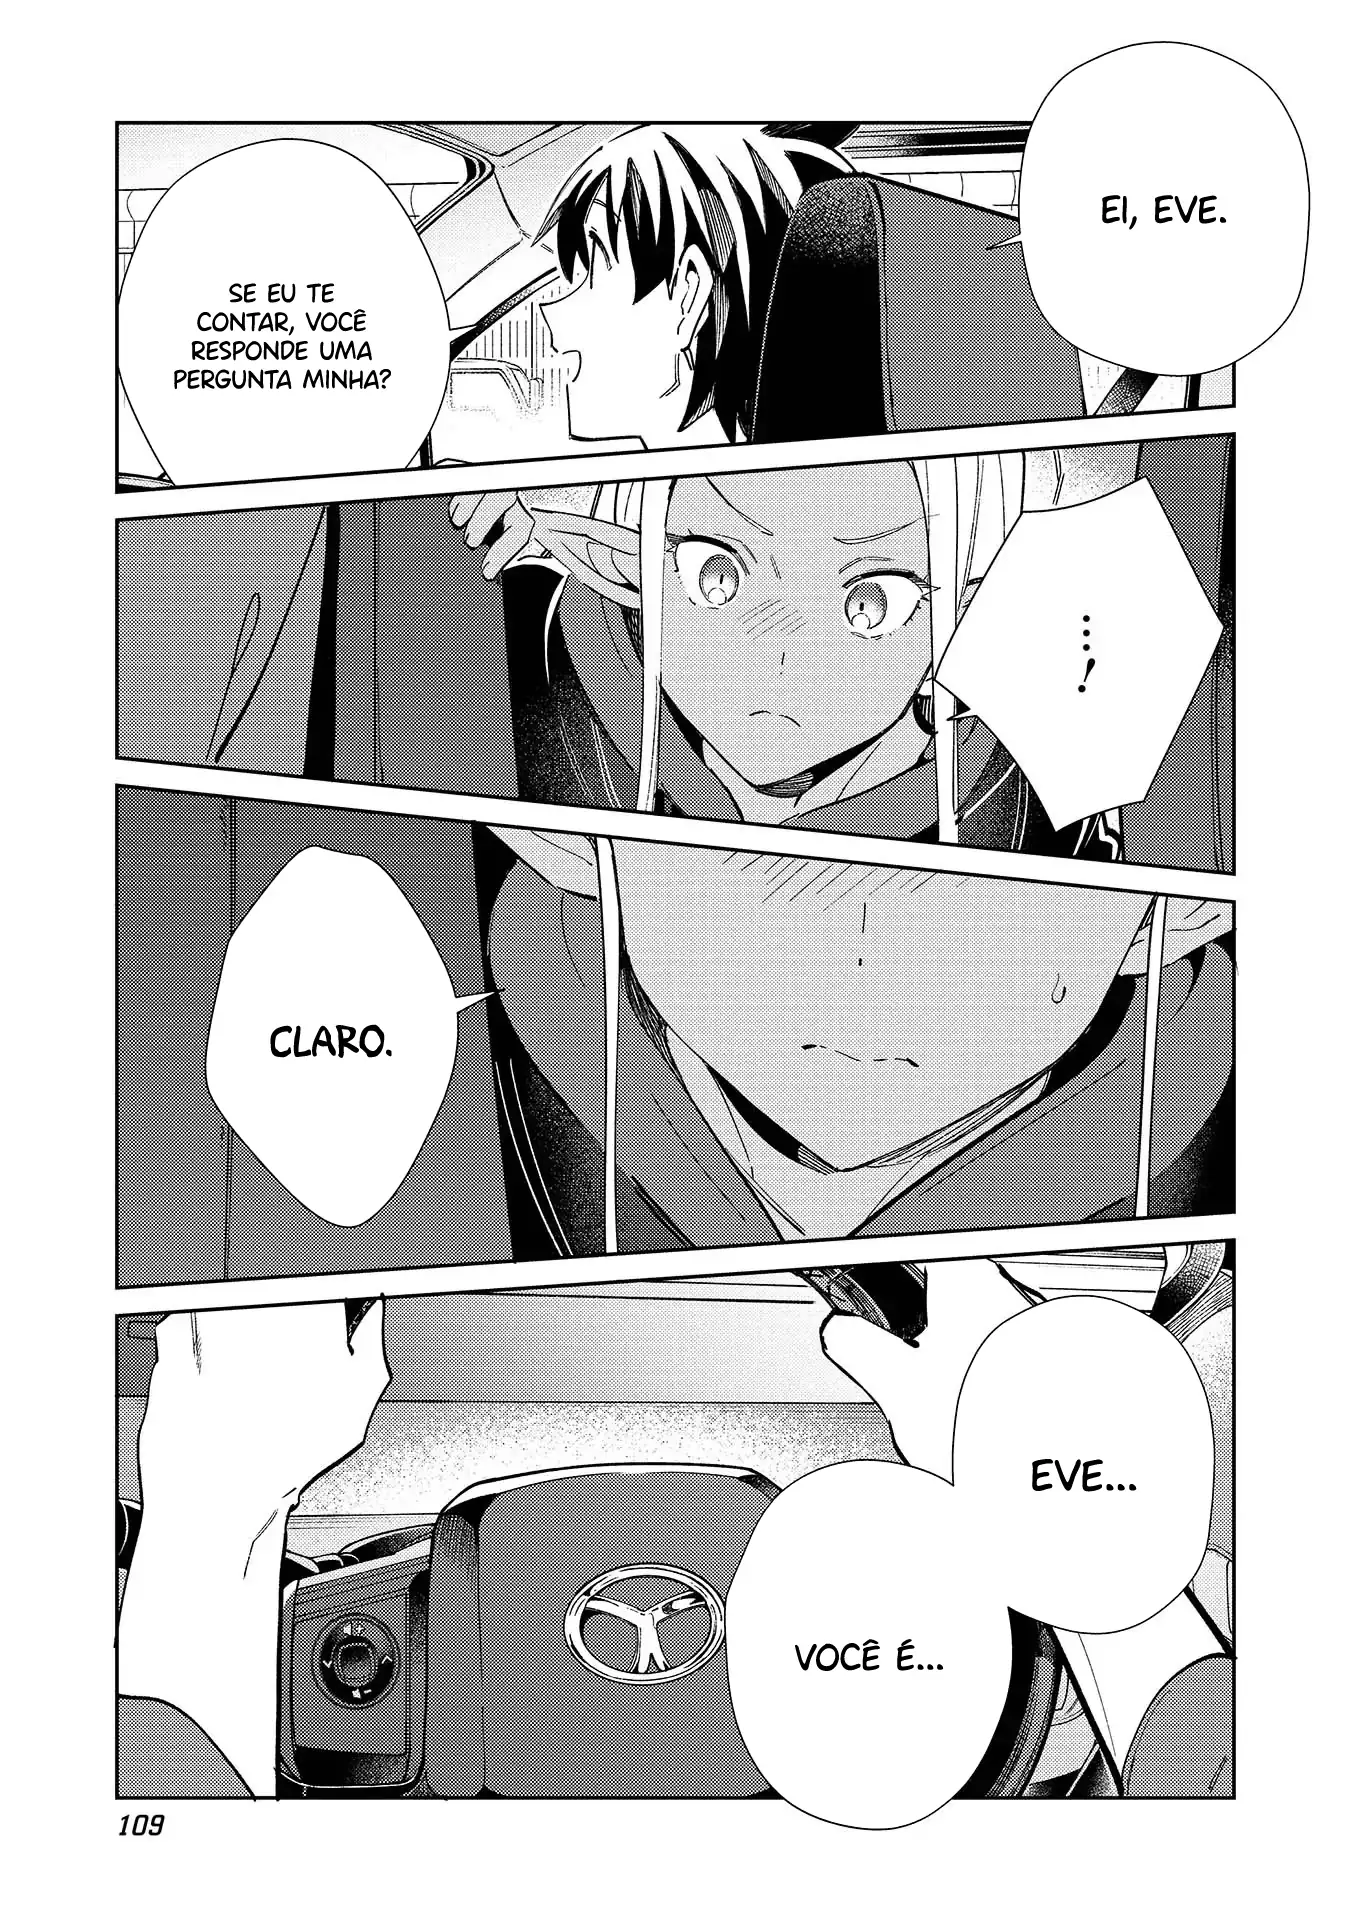 EI, EVE.
SE EU TE
CONTAR, VOCÊ
RESPONDE UMA
PERGUNTA MINHA?
...!
CLARO.
EVE...
VOCÊ É...
109